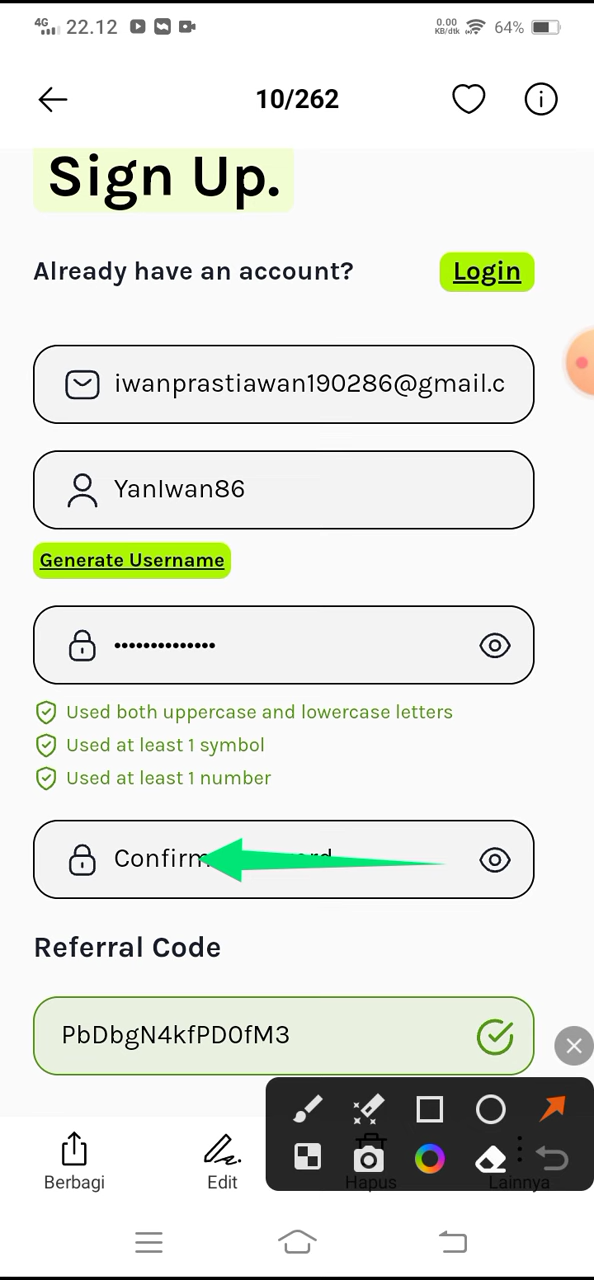 4G 22.12 0.00 KB/dtk 64%
10/262
Sign Up.
Already have an account? Login
iwanprastiawan190286@gmail.c
YanIwan86
Generate Username
••••••••••••••
Used both uppercase and lowercase letters
Used at least 1 symbol
Used at least 1 number
Confirm
Referral Code
PbDbgN4kfPD0fM3
Berbagi Edit Hapus Lainnya